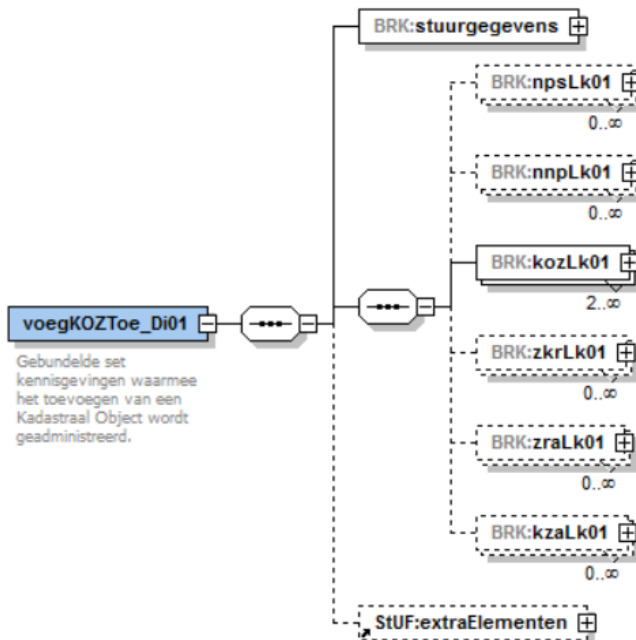 BRK:stuurgegevens
BRK:npsLk01
0..∞
BRK:nnpLk01
0..∞
BRK:kozLk01
2..∞
voegKOZToe_Di01
Gebundelde set
kennisgevingen waarmee
het toevoegen van een
Kadastraal Object wordt
geadministreerd.
BRK:zkrLk01
0..∞
BRK:zraLk01
0..∞
BRK:kzaLk01
0..∞
StUF:extraElementen